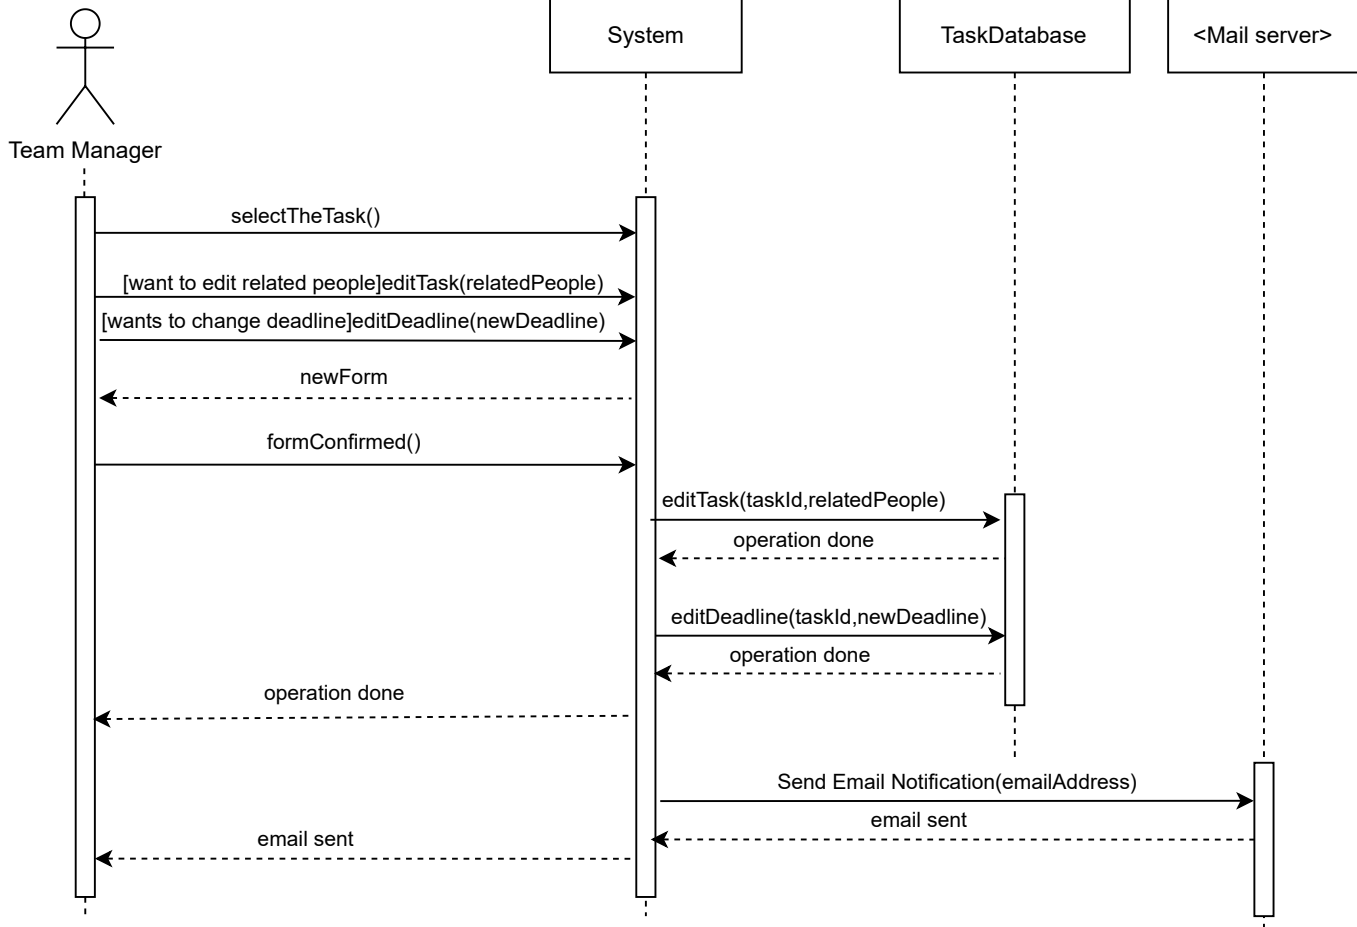 System
TaskDatabase
<Mail server>
Team Manager
selectTheTask()
[want to edit related people]editTask(relatedPeople)
[wants to change deadline]editDeadline(newDeadline)
newForm
formConfirmed()
editTask(taskId,relatedPeople)
operation done
editDeadline(taskId,newDeadline)
operation done
operation done
Send Email Notification(emailAddress)
email sent
email sent